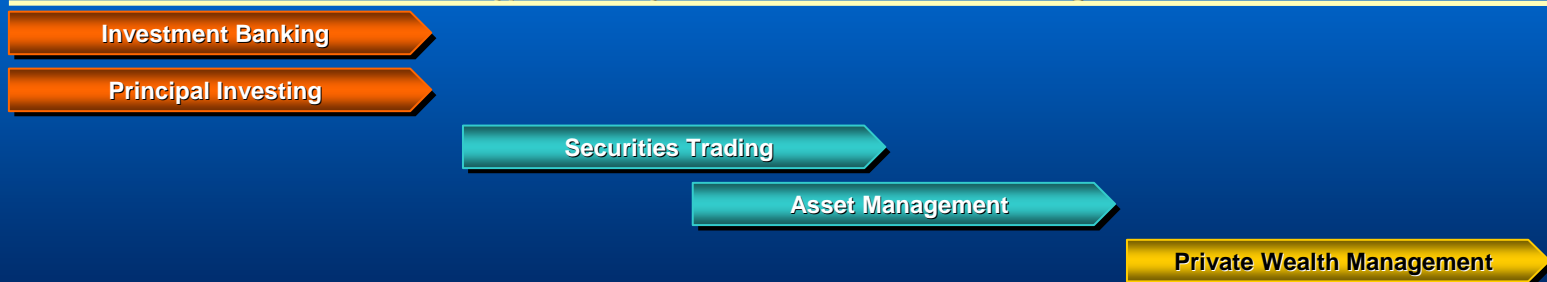 Investment Banking
Principal Investing
Securities Trading
Asset Management
Private Wealth Management